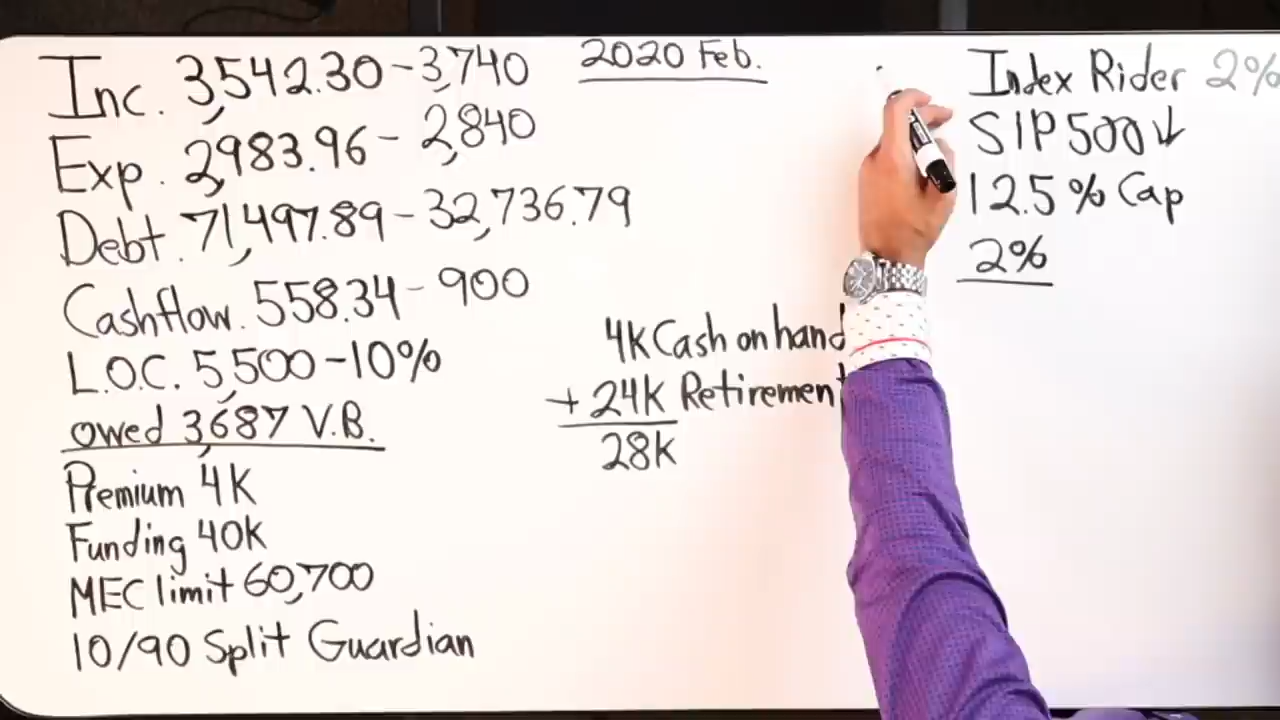 Inc. 3,542.30-3,740
Exp. 2,983.96-2,840
Debt. 71,497.89-32,736.79
Cashflow. 558.34-900
L.O.C. 5,500-10%
owed 3,687 V.B.
Premium 4K
Funding 40K
MEC limit 60,700
10/90 Split Guardian
2020 Feb.
4K Cash on hand
+ 24K Retirement
28K
Index Rider 2%
S|P 500↓
12.5% Cap
2%